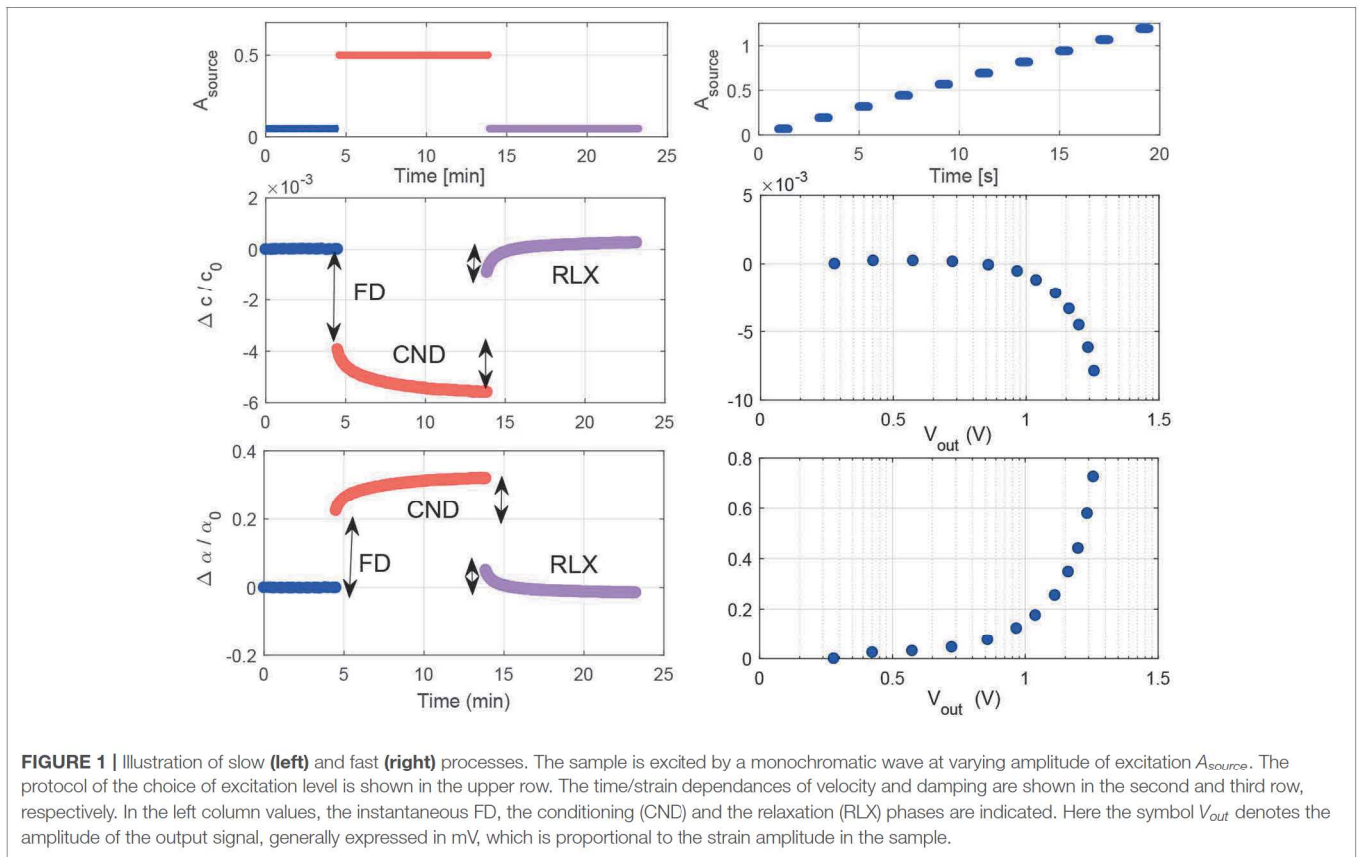 A_source
0.5
0
0 5 10 15 20 25
Time [min]
A_source
1
0.5
0
0 5 10 15 20
Time [s]
×10^-3
2
0
-2
-4
-6
Δ c / c_0
FD
CND
RLX
0 5 10 15 20 25
×10^-3
5
0
-5
-10
0 0.5 1 1.5
V_out (V)
0.4
0.2
0
-0.2
Δ α / α_0
FD
CND
RLX
0 5 10 15 20 25
Time (min)
0.8
0.6
0.4
0.2
0
0 0.5 1 1.5
V_out (V)
FIGURE 1 | Illustration of slow (left) and fast (right) processes. The sample is excited by a monochromatic wave at varying amplitude of excitation A_source. The
protocol of the choice of excitation level is shown in the upper row. The time/strain dependances of velocity and damping are shown in the second and third row,
respectively. In the left column values, the instantaneous FD, the conditioning (CND) and the relaxation (RLX) phases are indicated. Here the symbol V_out denotes the
amplitude of the output signal, generally expressed in mV, which is proportional to the strain amplitude in the sample.